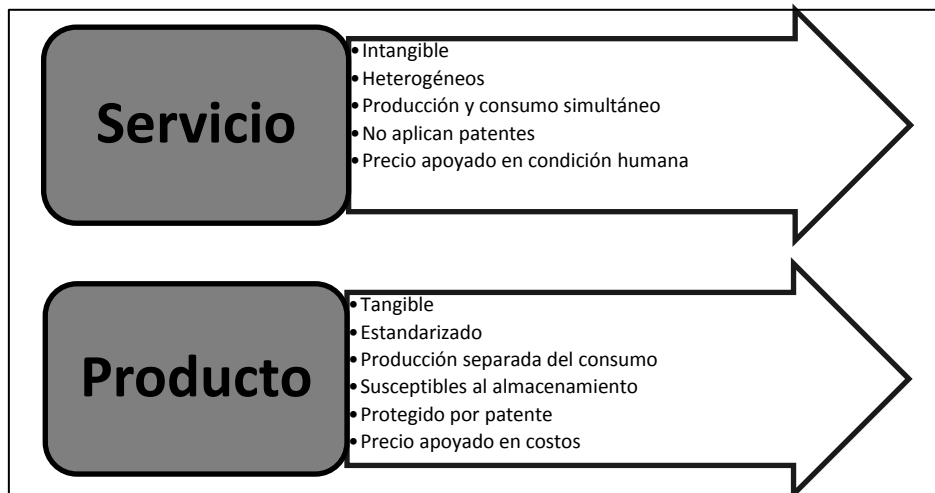 Servicio
•Intangible
•Heterogéneos
•Producción y consumo simultáneo
•No aplican patentes
•Precio apoyado en condición humana
Producto
•Tangible
•Estandarizado
•Producción separada del consumo
•Susceptibles al almacenamiento
•Protegido por patente
•Precio apoyado en costos